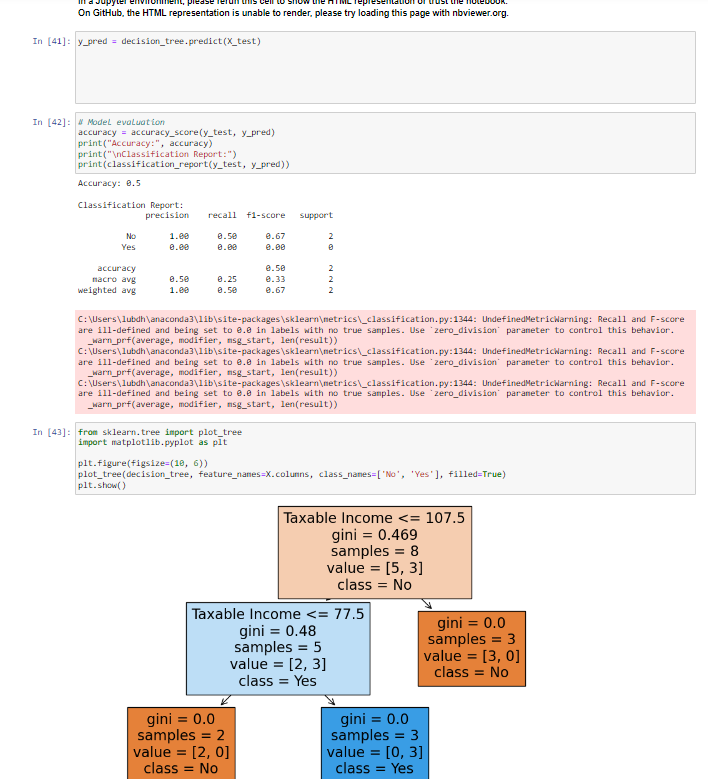 In a Jupyter environment, please rerun this cell to show the HTML representation or trust the notebook.
On GitHub, the HTML representation is unable to render, please try loading this page with nbviewer.org.
In [41]: y_pred = decision_tree.predict(X_test)
In [42]: # Model evaluation
accuracy = accuracy_score(y_test, y_pred)
print("Accuracy:", accuracy)
print("\nClassification Report:")
print(classification_report(y_test, y_pred))
Accuracy: 0.5
Classification Report:
precision recall f1-score support
No 1.00 0.50 0.67 2
Yes 0.00 0.00 0.00 0
accuracy 0.50 2
macro avg 0.50 0.25 0.33 2
weighted avg 1.00 0.50 0.67 2
C:\Users\lubdh\anaconda3\lib\site-packages\sklearn\metrics\_classification.py:1344: UndefinedMetricWarning: Recall and F-score
are ill-defined and being set to 0.0 in labels with no true samples. Use `zero_division` parameter to control this behavior.
_warn_prf(average, modifier, msg_start, len(result))
C:\Users\lubdh\anaconda3\lib\site-packages\sklearn\metrics\_classification.py:1344: UndefinedMetricWarning: Recall and F-score
are ill-defined and being set to 0.0 in labels with no true samples. Use `zero_division` parameter to control this behavior.
_warn_prf(average, modifier, msg_start, len(result))
C:\Users\lubdh\anaconda3\lib\site-packages\sklearn\metrics\_classification.py:1344: UndefinedMetricWarning: Recall and F-score
are ill-defined and being set to 0.0 in labels with no true samples. Use `zero_division` parameter to control this behavior.
_warn_prf(average, modifier, msg_start, len(result))
In [43]: from sklearn.tree import plot_tree
import matplotlib.pyplot as plt
plt.figure(figsize=(10, 6))
plot_tree(decision_tree, feature_names=X.columns, class_names=['No', 'Yes'], filled=True)
plt.show()
Taxable Income <= 107.5
gini = 0.469
samples = 8
value = [5, 3]
class = No
Taxable Income <= 77.5
gini = 0.48
samples = 5
value = [2, 3]
class = Yes
gini = 0.0
samples = 3
value = [3, 0]
class = No
gini = 0.0
samples = 2
value = [2, 0]
class = No
gini = 0.0
samples = 3
value = [0, 3]
class = Yes